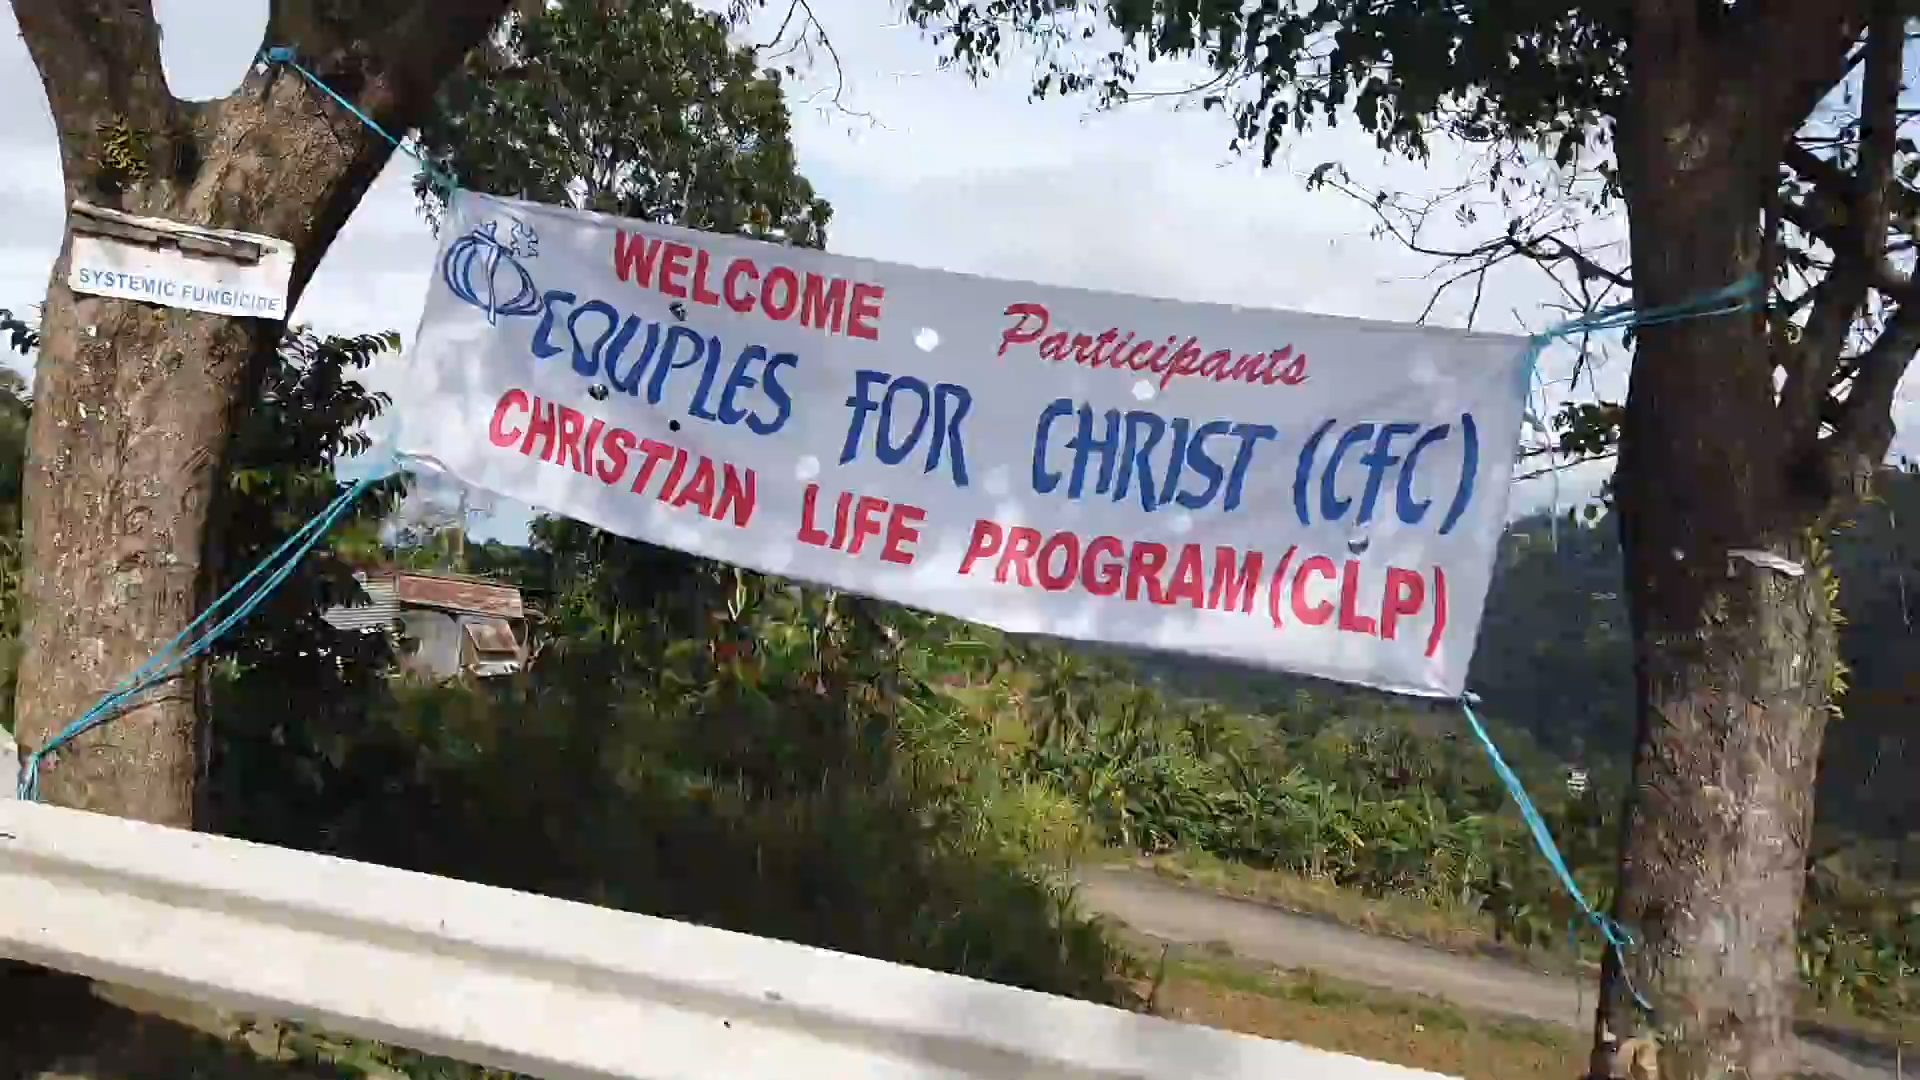 SYSTEMIC FUNGICIDE
WELCOME Participants
COUPLES FOR CHRIST (CFC)
CHRISTIAN LIFE PROGRAM (CLP)